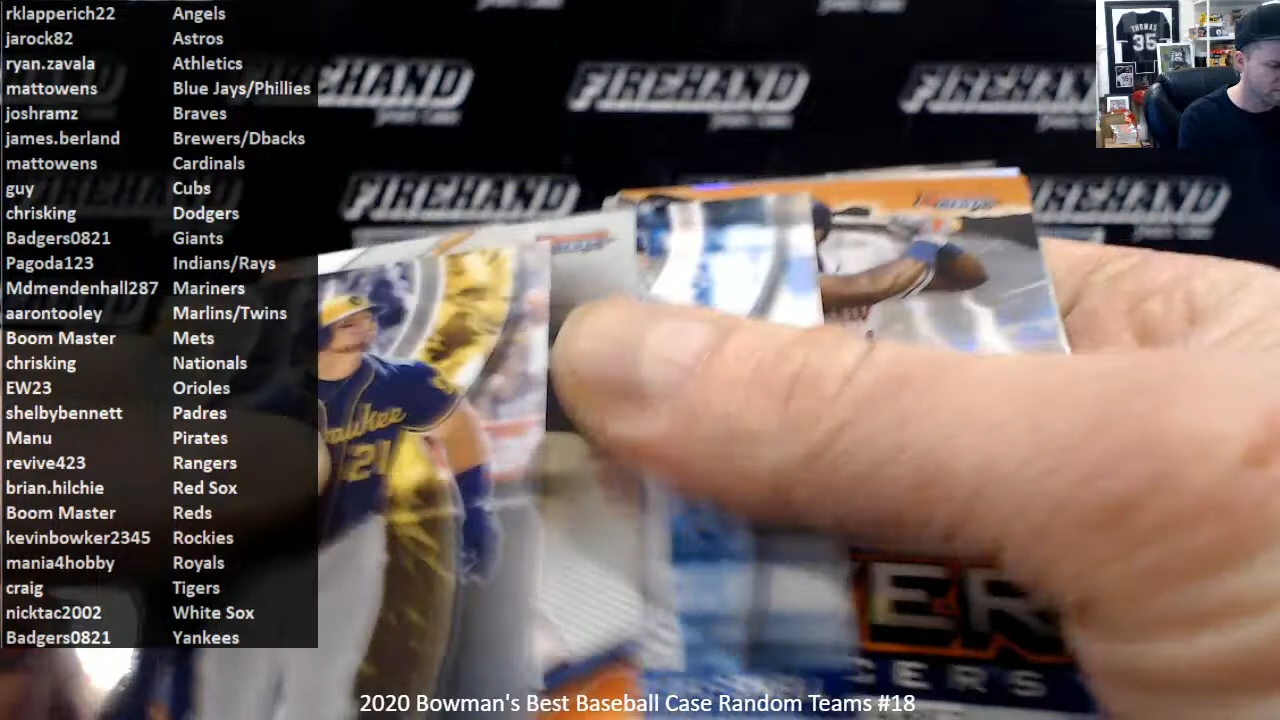 rklapperich22 Angels
jarock82 Astros
ryan.zavala Athletics
mattowens Blue Jays/Phillies
joshramz Braves
james.berland Brewers/Dbacks
mattowens Cardinals
guy Cubs
chrisking Dodgers
Badgers0821 Giants
Pagoda123 Indians/Rays
Mdmendenhall287 Mariners
aarontooley Marlins/Twins
Boom Master Mets
chrisking Nationals
EW23 Orioles
shelbybennett Padres
Manu Pirates
revive423 Rangers
brian.hilchie Red Sox
Boom Master Reds
kevinbowker2345 Rockies
mania4hobby Royals
craig Tigers
nicktac2002 White Sox
Badgers0821 Yankees
THOMAS
35
FIREHAND
FIREHAND
FIREHAND
FIREHAND
FIREHAND
21
ER
GERS
2020 Bowman's Best Baseball Case Random Teams #18